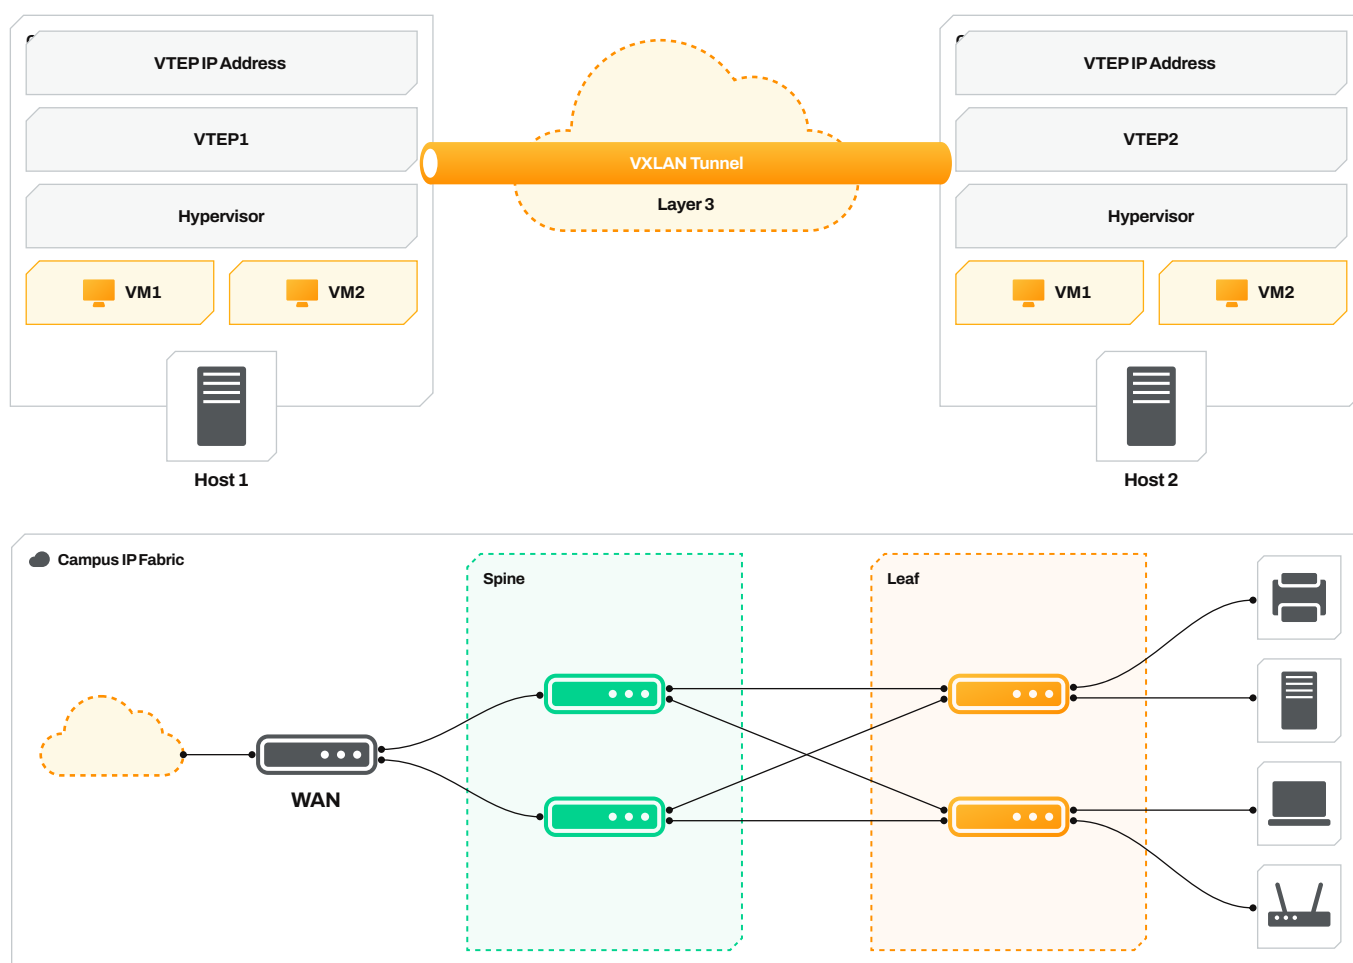 VTEP IP Address
VTEP1
Hypervisor
VM1
VM2
Host 1
VXLAN Tunnel
Layer 3
VTEP IP Address
VTEP2
Hypervisor
VM1
VM2
Host 2
Campus IP Fabric
WAN
Spine
Leaf